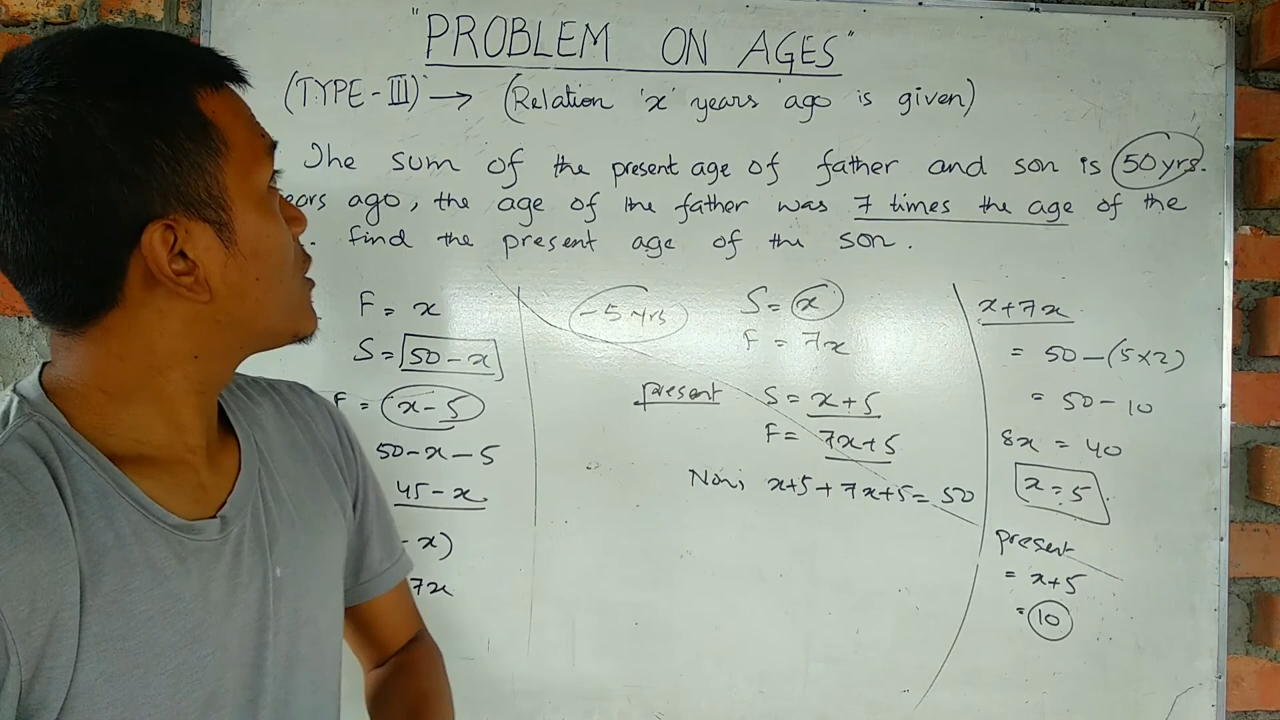 "PROBLEM ON AGES"
(TYPE-III) → (Relation 'x' years ago is given)
The sum of the present age of father and son is 50 yrs.
ears ago, the age of the father was 7 times the age of the
. find the present age of the son.
F = x
S = 50 - x
F = x - 5
50 - x - 5
45 - x
- x)
7x
- 5 yrs
S = x
F = 7x
present S = x + 5
F = 7x + 5
Now, x+5 + 7x+5 = 50
x + 7x
= 50 - (5 x 2)
= 50 - 10
8x = 40
x = 5
present
= x + 5
= 10